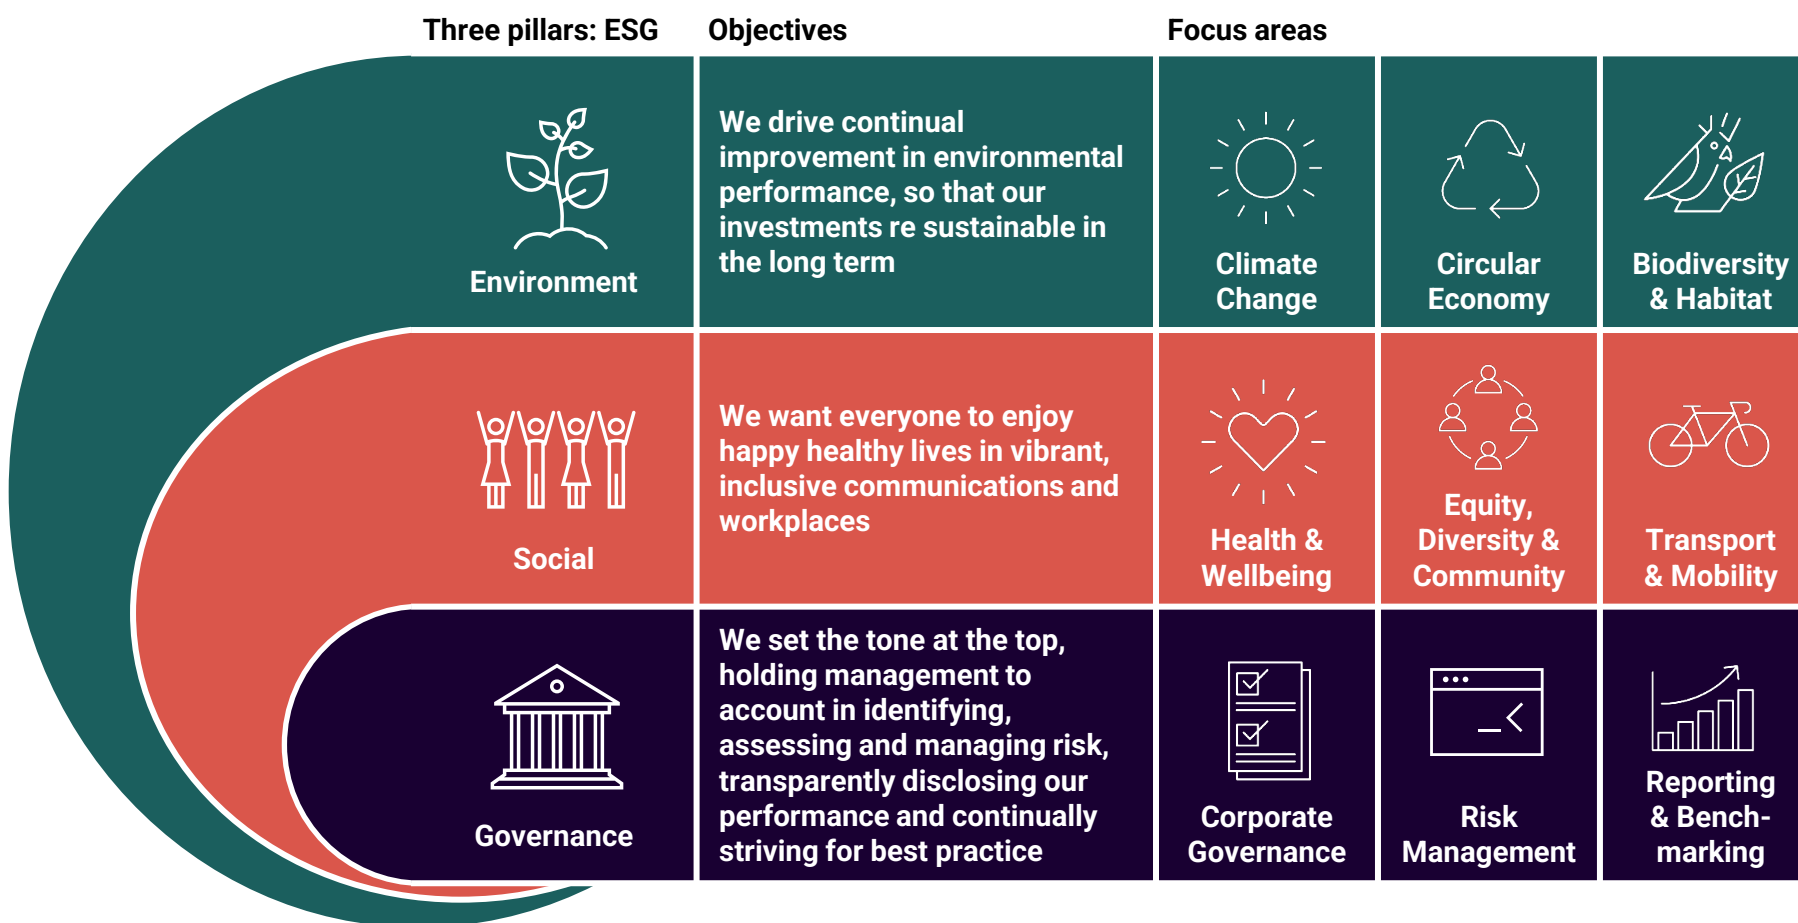 Three pillars: ESG
Objectives
Focus areas
Environment
We drive continual
improvement in environmental
performance, so that our
investments re sustainable in
the long term
Climate
Change
Circular
Economy
Biodiversity
& Habitat
Social
We want everyone to enjoy
happy healthy lives in vibrant,
inclusive communications and
workplaces
Health &
Wellbeing
Equity,
Diversity &
Community
Transport
& Mobility
Governance
We set the tone at the top,
holding management to
account in identifying,
assessing and managing risk,
transparently disclosing our
performance and continually
striving for best practice
Corporate
Governance
Risk
Management
Reporting
& Bench-
marking